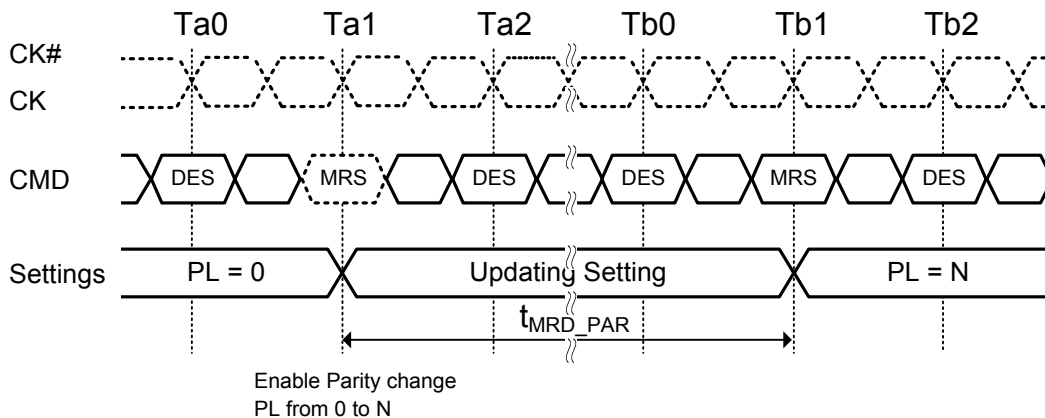 Ta0 Ta1 Ta2 Tb0 Tb1 Tb2
CK#
CK
CMD DES MRS DES DES MRS DES
Settings PL = 0 Updating Setting PL = N
tMRD_PAR
Enable Parity change
PL from 0 to N